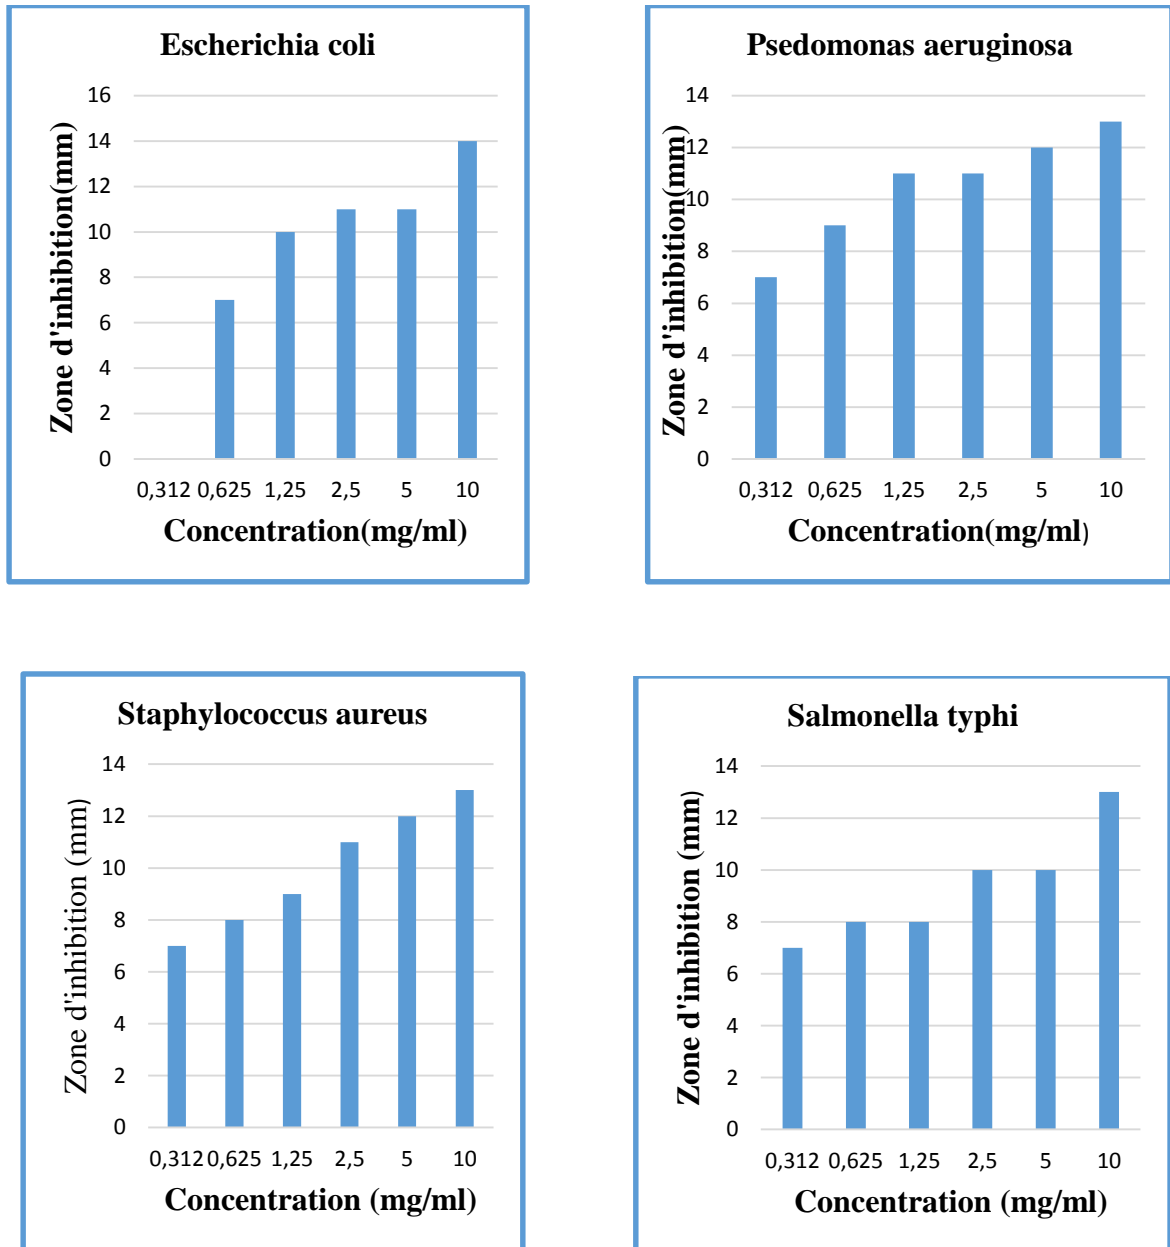 Escherichia coli
Zone d'inhibition(mm)
16
14
12
10
8
6
4
2
0
0,312 0,625 1,25 2,5 5 10
Concentration(mg/ml)
Psedomonas aeruginosa
Zone d'inhibition(mm)
14
12
10
8
6
4
2
0
0,312 0,625 1,25 2,5 5 10
Concentration(mg/ml)
Staphylococcus aureus
Zone d'inhibition (mm)
14
12
10
8
6
4
2
0
0,312 0,625 1,25 2,5 5 10
Concentration (mg/ml)
Salmonella typhi
Zone d'inhibition (mm)
14
12
10
8
6
4
2
0
0,312 0,625 1,25 2,5 5 10
Concentration (mg/ml)